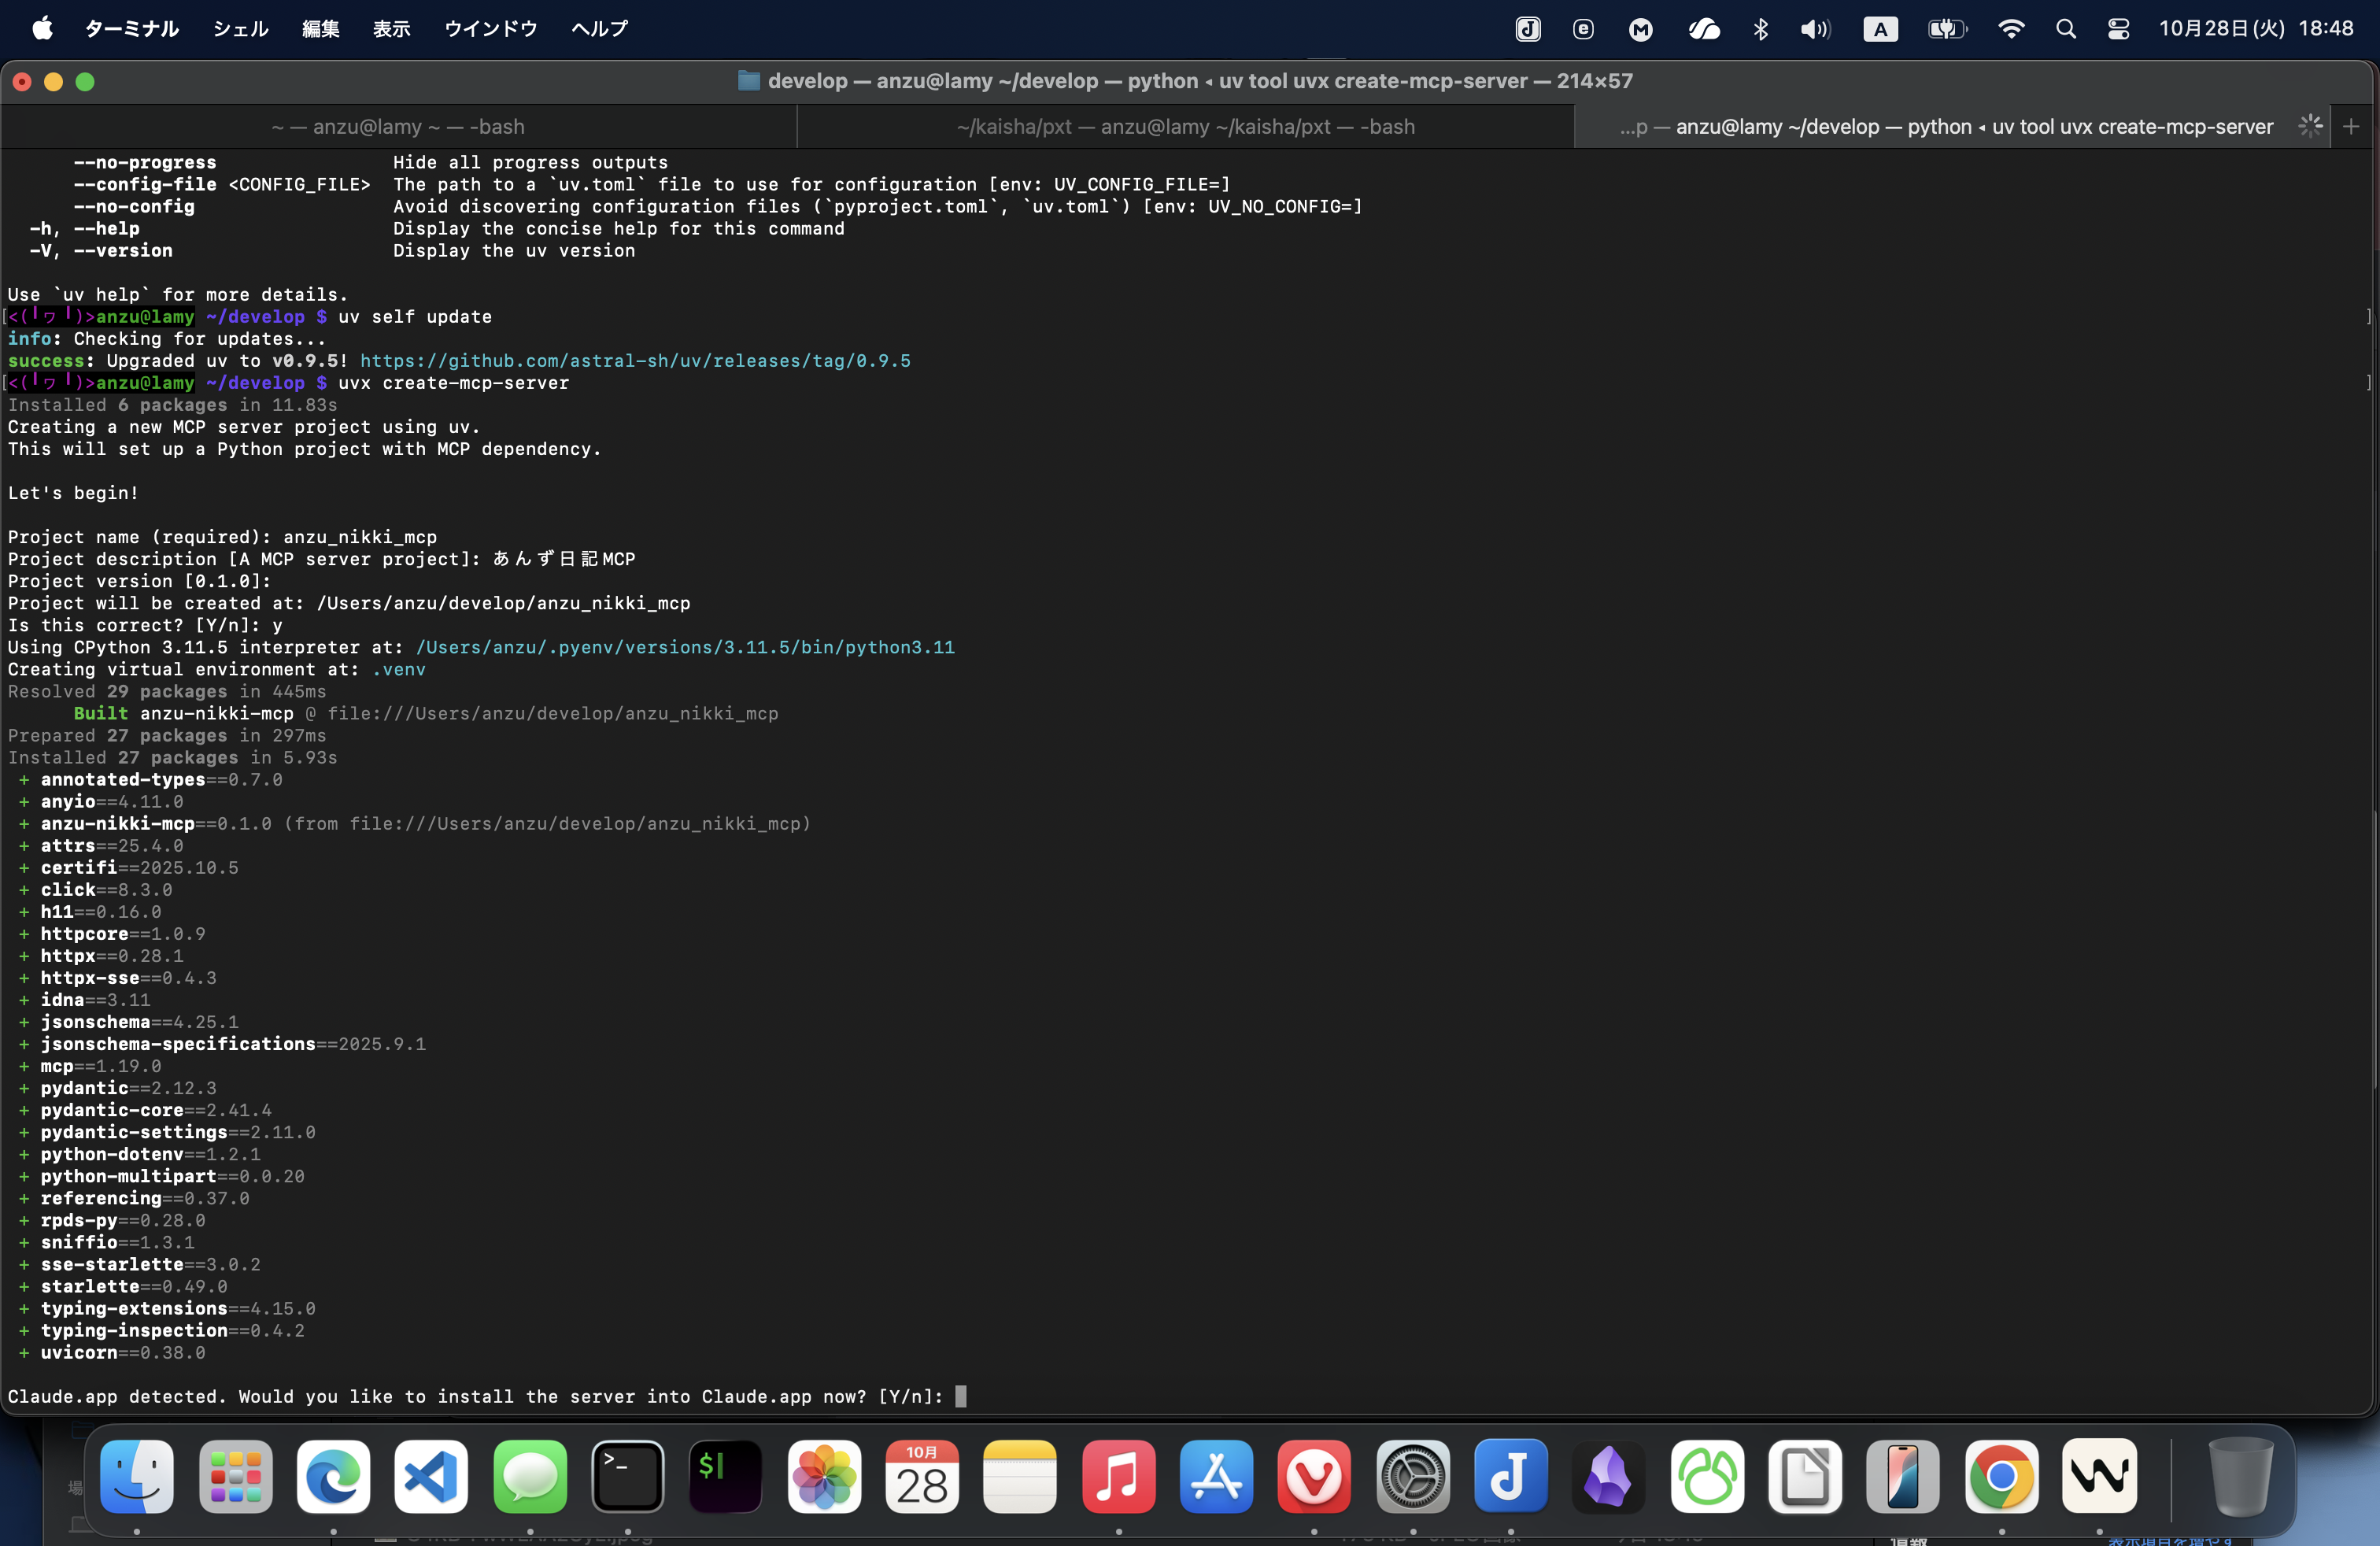 ターミナル シェル 編集 表示 ウインドウ ヘルプ A 10月28日(火) 18:48
develop — anzu@lamy ~/develop — python ◂ uv tool uvx create-mcp-server — 214×57
~ — anzu@lamy ~ — -bash
~/kaisha/pxt — anzu@lamy ~/kaisha/pxt — -bash
...p — anzu@lamy ~/develop — python ◂ uv tool uvx create-mcp-server
--no-progress Hide all progress outputs
--config-file <CONFIG_FILE> The path to a `uv.toml` file to use for configuration [env: UV_CONFIG_FILE=]
--no-config Avoid discovering configuration files (`pyproject.toml`, `uv.toml`) [env: UV_NO_CONFIG=]
-h, --help Display the concise help for this command
-V, --version Display the uv version
Use `uv help` for more details.
[<(╹ヮ╹)>anzu@lamy ~/develop $ uv self update ]
info: Checking for updates...
success: Upgraded uv to v0.9.5! https://github.com/astral-sh/uv/releases/tag/0.9.5
[<(╹ヮ╹)>anzu@lamy ~/develop $ uvx create-mcp-server ]
Installed 6 packages in 11.83s
Creating a new MCP server project using uv.
This will set up a Python project with MCP dependency.
Let's begin!
Project name (required): anzu_nikki_mcp
Project description [A MCP server project]: あんず日記MCP
Project version [0.1.0]:
Project will be created at: /Users/anzu/develop/anzu_nikki_mcp
Is this correct? [Y/n]: y
Using CPython 3.11.5 interpreter at: /Users/anzu/.pyenv/versions/3.11.5/bin/python3.11
Creating virtual environment at: .venv
Resolved 29 packages in 445ms
Built anzu-nikki-mcp @ file:///Users/anzu/develop/anzu_nikki_mcp
Prepared 27 packages in 297ms
Installed 27 packages in 5.93s
+ annotated-types==0.7.0
+ anyio==4.11.0
+ anzu-nikki-mcp==0.1.0 (from file:///Users/anzu/develop/anzu_nikki_mcp)
+ attrs==25.4.0
+ certifi==2025.10.5
+ click==8.3.0
+ h11==0.16.0
+ httpcore==1.0.9
+ httpx==0.28.1
+ httpx-sse==0.4.3
+ idna==3.11
+ jsonschema==4.25.1
+ jsonschema-specifications==2025.9.1
+ mcp==1.19.0
+ pydantic==2.12.3
+ pydantic-core==2.41.4
+ pydantic-settings==2.11.0
+ python-dotenv==1.2.1
+ python-multipart==0.0.20
+ referencing==0.37.0
+ rpds-py==0.28.0
+ sniffio==1.3.1
+ sse-starlette==3.0.2
+ starlette==0.49.0
+ typing-extensions==4.15.0
+ typing-inspection==0.4.2
+ uvicorn==0.38.0
Claude.app detected. Would you like to install the server into Claude.app now? [Y/n]:
10月
28